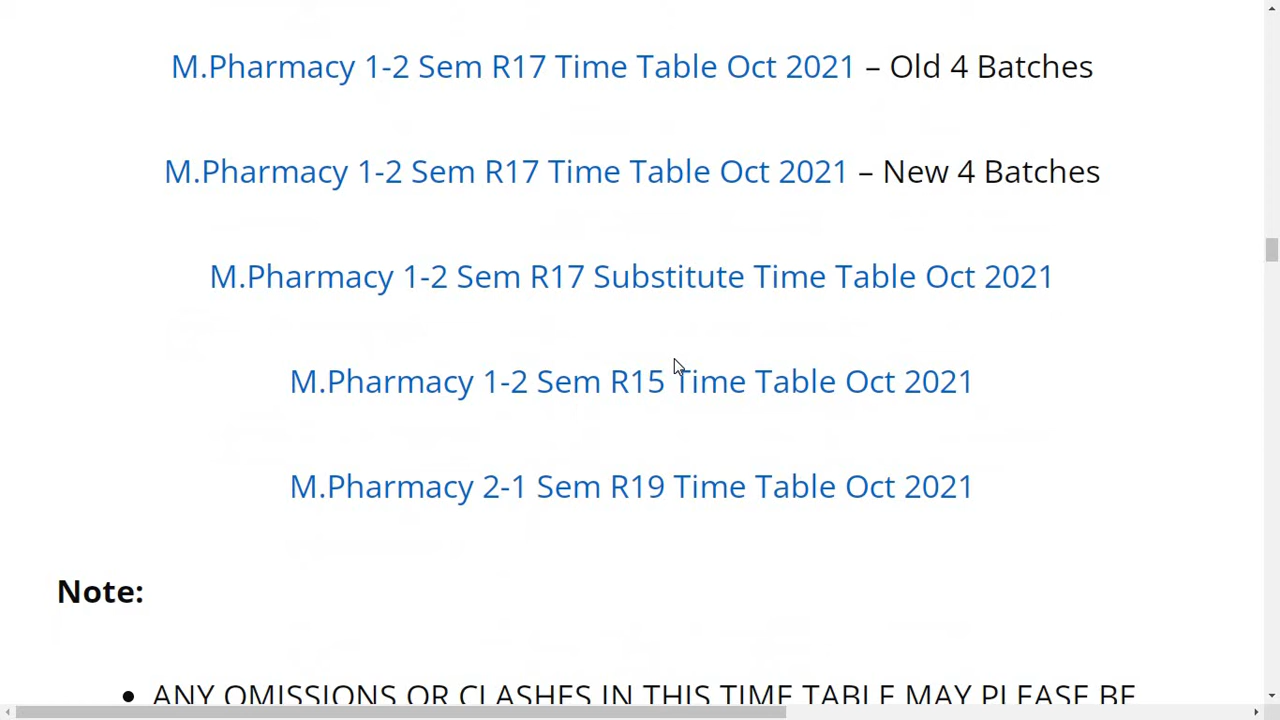 M.Pharmacy 1-2 Sem R17 Time Table Oct 2021 – Old 4 Batches
M.Pharmacy 1-2 Sem R17 Time Table Oct 2021 – New 4 Batches
M.Pharmacy 1-2 Sem R17 Substitute Time Table Oct 2021
M.Pharmacy 1-2 Sem R15 Time Table Oct 2021
M.Pharmacy 2-1 Sem R19 Time Table Oct 2021
Note:
• ANY OMISSIONS OR CLASHES IN THIS TIME TABLE MAY PLEASE BE